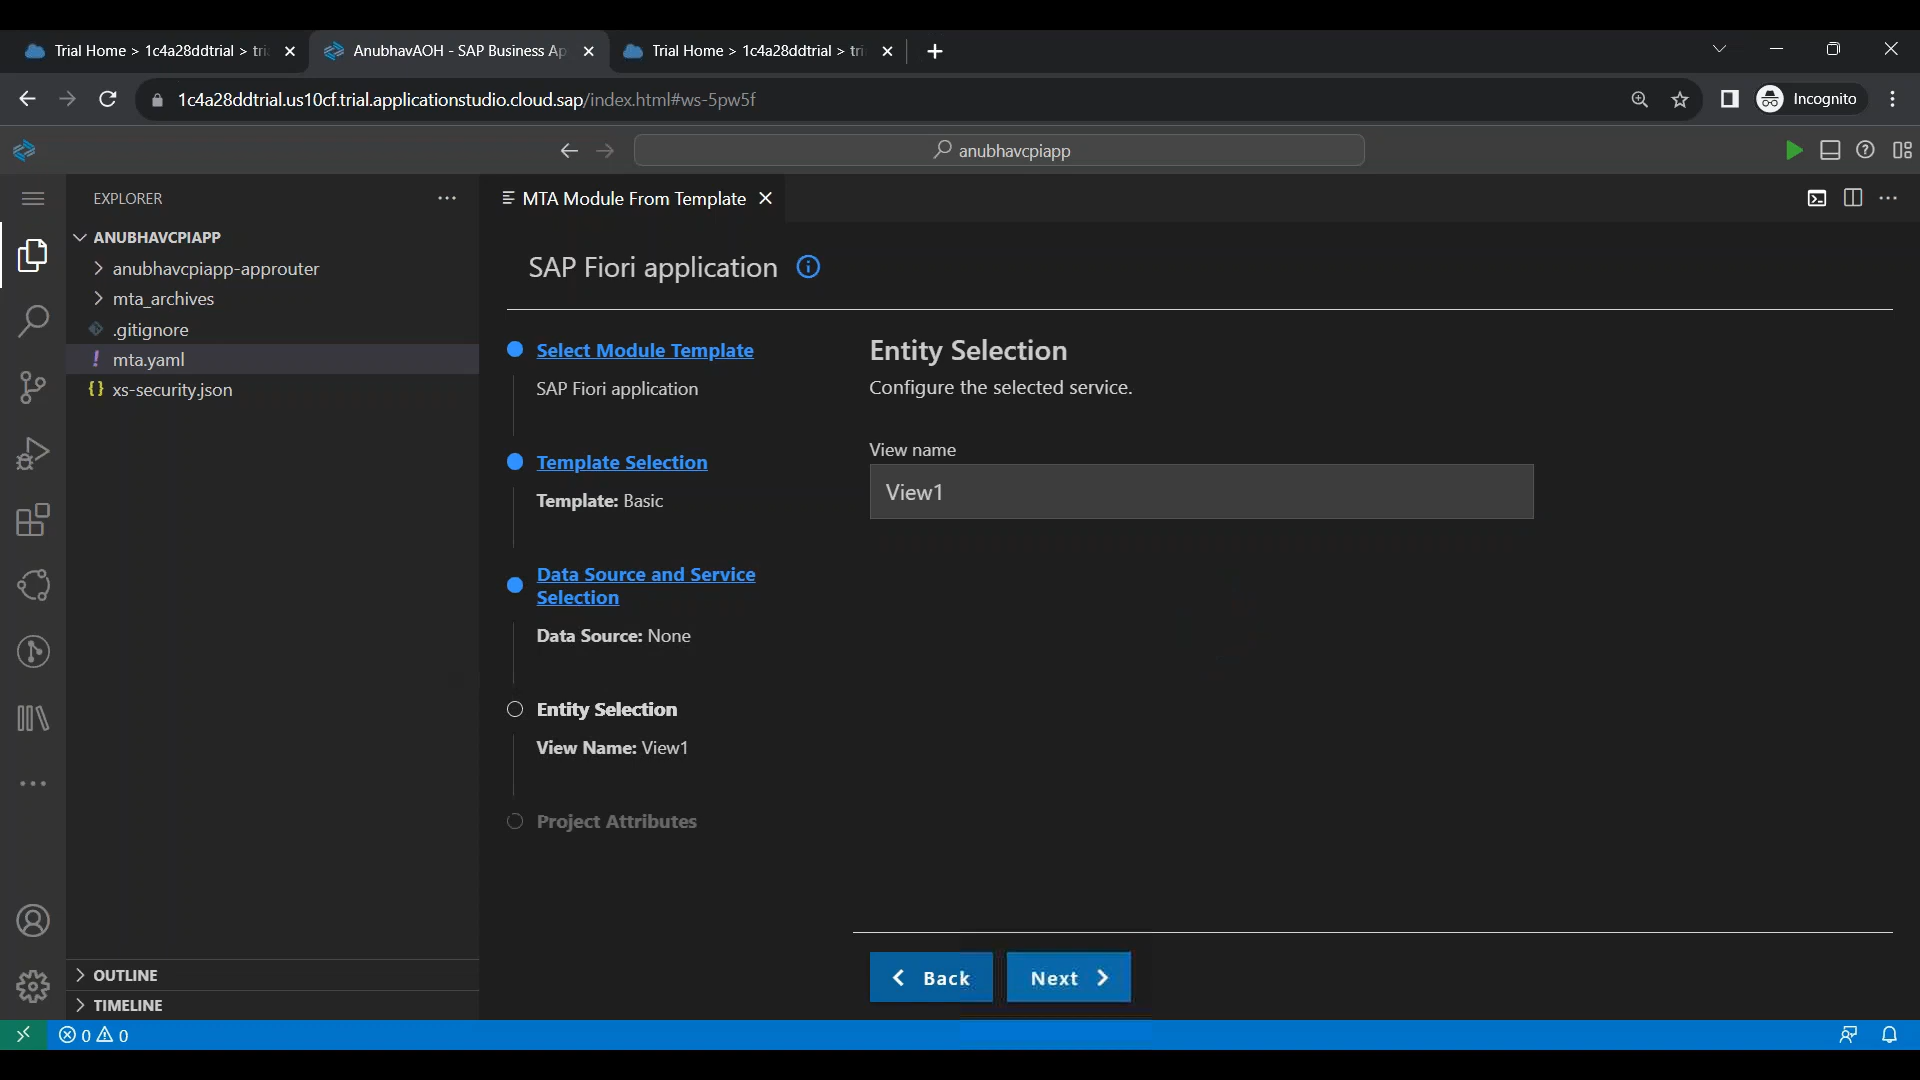 Trial Home > 1c4a28ddtrial > tri
AnubhavAOH - SAP Business Ap
Trial Home > 1c4a28ddtrial > tri
1c4a28ddtrial.us10cf.trial.applicationstudio.cloud.sap/index.html#ws-5pw5f
Incognito
anubhavcpiapp
EXPLORER
MTA Module From Template
ANUBHAVCPIAPP
anubhavcpiapp-approuter
mta_archives
.gitignore
! mta.yaml
{} xs-security.json
OUTLINE
TIMELINE
SAP Fiori application
Select Module Template
SAP Fiori application
Template Selection
Template: Basic
Data Source and Service
Selection
Data Source: None
Entity Selection
View Name: View1
Project Attributes
Entity Selection
Configure the selected service.
View name
View1
Back
Next
0
0